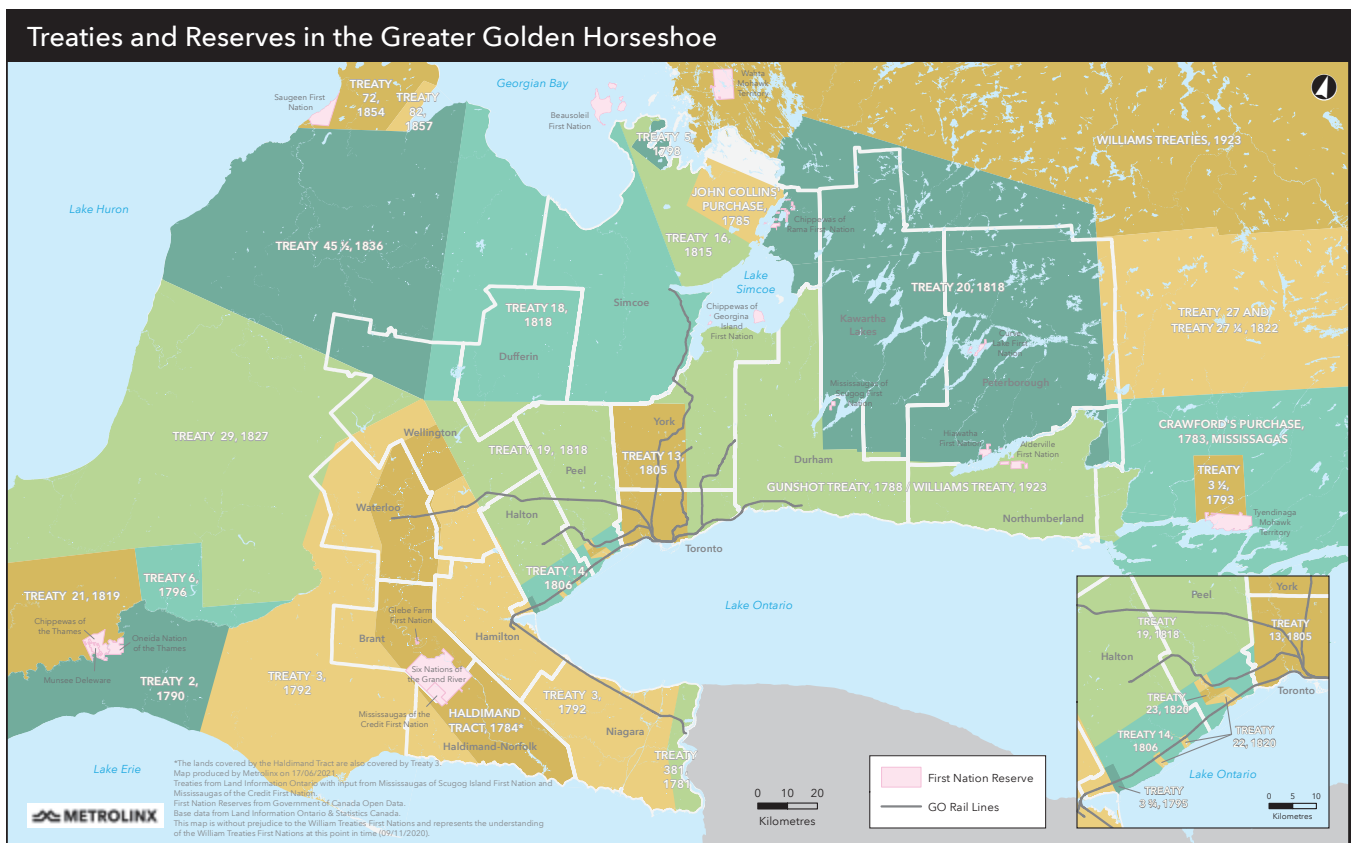 Treaties and Reserves in the Greater Golden Horseshoe
Georgian Bay
Saugeen First
Nation
TREATY
72,
1854
TREATY
82,
1857
Beausoleil
First Nation
Wahta
Mohawk
Territory
TREATY 5,
1798
WILLIAMS TREATIES, 1923
Lake Huron
JOHN COLLINS'
PURCHASE,
1785
Chippewas of
Rama First Nation
TREATY 45 ½, 1836
TREATY 16,
1815
Lake
Simcoe
TREATY 20, 1818
TREATY 18,
1818
Simcoe
Chippewas of
Georgina
Island
First Nation
Kawartha
Lakes
TREATY 27 AND
TREATY 27 ¼, 1822
Lake First
Nation
Dufferin
Mississaugas of
Scugog First
Nation
Peterborough
Wellington
York
TREATY 29, 1827
TREATY 19, 1818
Peel
TREATY 13,
1805
Durham
Hiawatha
First Nation
Alderville
First Nation
CRAWFORD'S PURCHASE,
1783, MISSISSAGAS
TREATY
3 ½,
1793
GUNSHOT TREATY, 1788 / WILLIAMS TREATY, 1923
Waterloo
Halton
Northumberland
Tyendinaga
Mohawk
Territory
Toronto
TREATY 14,
1806
TREATY 6,
1796
TREATY 21, 1819
Lake Ontario
Glebe Farm
First Nation
Chippewas of
the Thames
Oneida Nation
of the Thames
Brant
Hamilton
Munsee Deleware
TREATY 2,
1790
TREATY 3,
1792
Six Nations of
the Grand River
TREATY 3,
1792
Mississaugas of the
Credit First Nation
HALDIMAND
TRACT, 1784*
Niagara
Haldimand-Norfolk
TREATY
381,
1781
Lake Erie
*The lands covered by the Haldimand Tract are also covered by Treaty 3.
Map produced by Metrolinx on 17/06/2021.
Treaties from Land Information Ontario with input from Mississaugas of Scugog Island First Nation and
Mississaugas of the Credit First Nation.
First Nation Reserves from Government of Canada Open Data.
Base data from Land Information Ontario & Statistics Canada.
This map is without prejudice to the William Treaties First Nations and represents the understanding
of the William Treaties First Nations at this point in time (09/11/2020).
METROLINX
0 10 20
Kilometres
First Nation Reserve
GO Rail Lines
Peel
York
TREATY
19, 1818
TREATY
13, 1805
Halton
Toronto
TREATY
23, 1820
TREATY 14,
1806
TREATY
22, 1820
Lake Ontario
TREATY
3 ¾, 1795
0 5 10
Kilometres